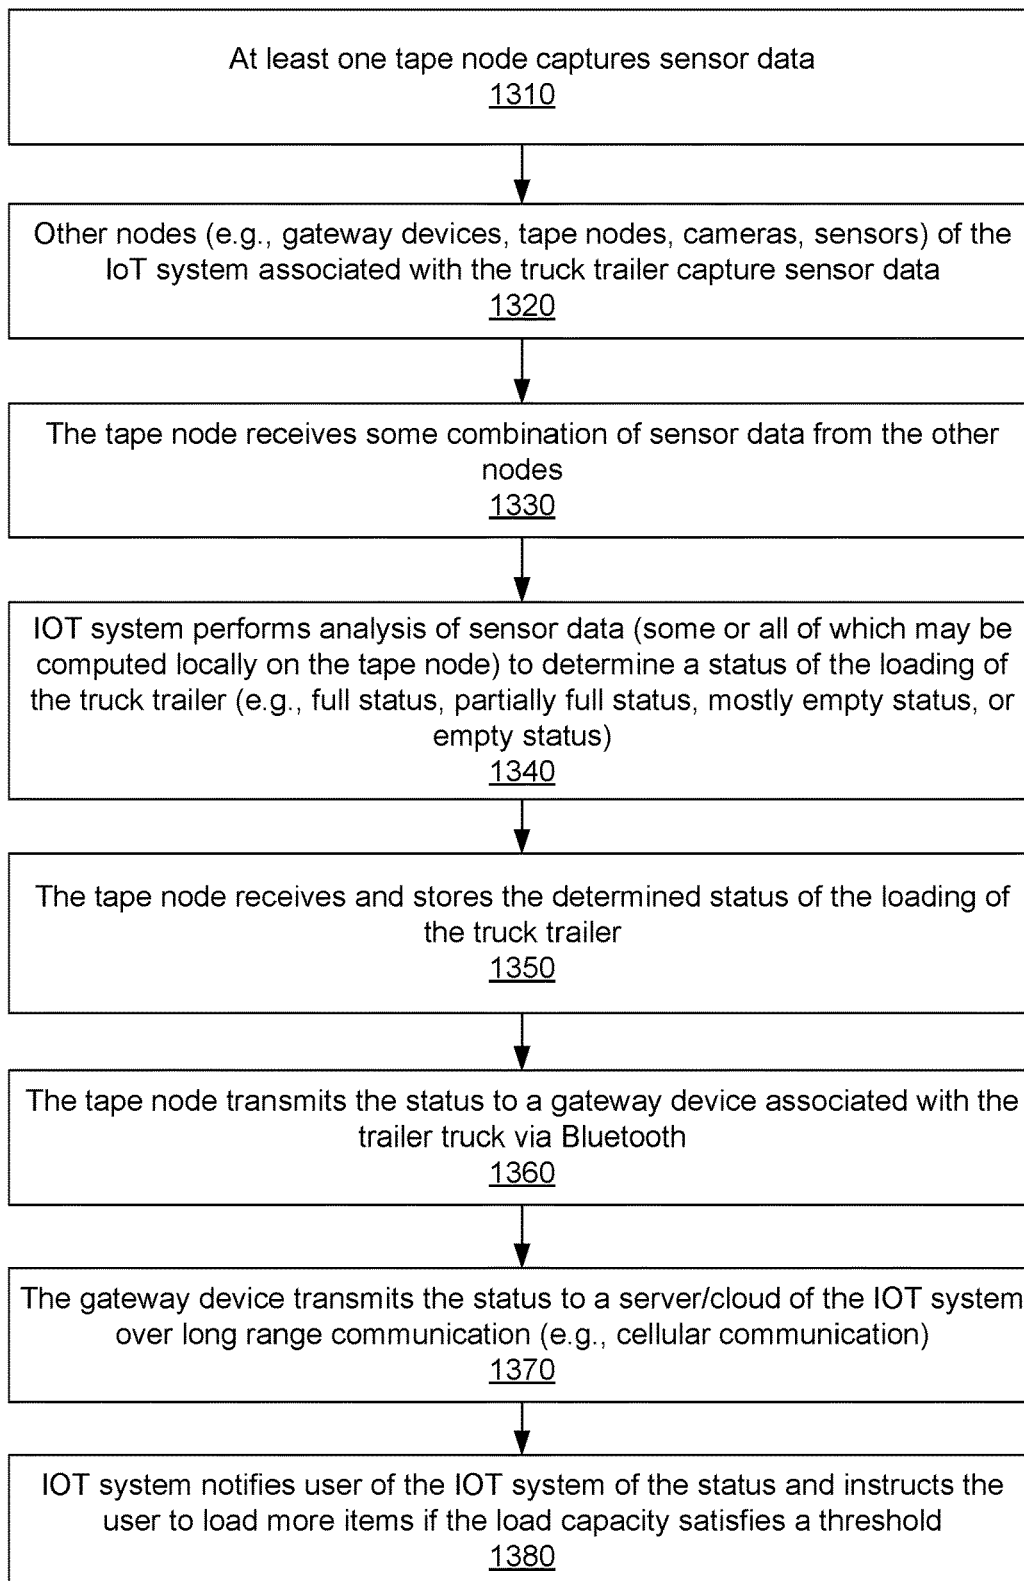 At least one tape node captures sensor data
1310
Other nodes (e.g., gateway devices, tape nodes, cameras, sensors) of the
IoT system associated with the truck trailer capture sensor data
1320
The tape node receives some combination of sensor data from the other
nodes
1330
IOT system performs analysis of sensor data (some or all of which may be
computed locally on the tape node) to determine a status of the loading of
the truck trailer (e.g., full status, partially full status, mostly empty status, or
empty status)
1340
The tape node receives and stores the determined status of the loading of
the truck trailer
1350
The tape node transmits the status to a gateway device associated with the
trailer truck via Bluetooth
1360
The gateway device transmits the status to a server/cloud of the IOT system
over long range communication (e.g., cellular communication)
1370
IOT system notifies user of the IOT system of the status and instructs the
user to load more items if the load capacity satisfies a threshold
1380